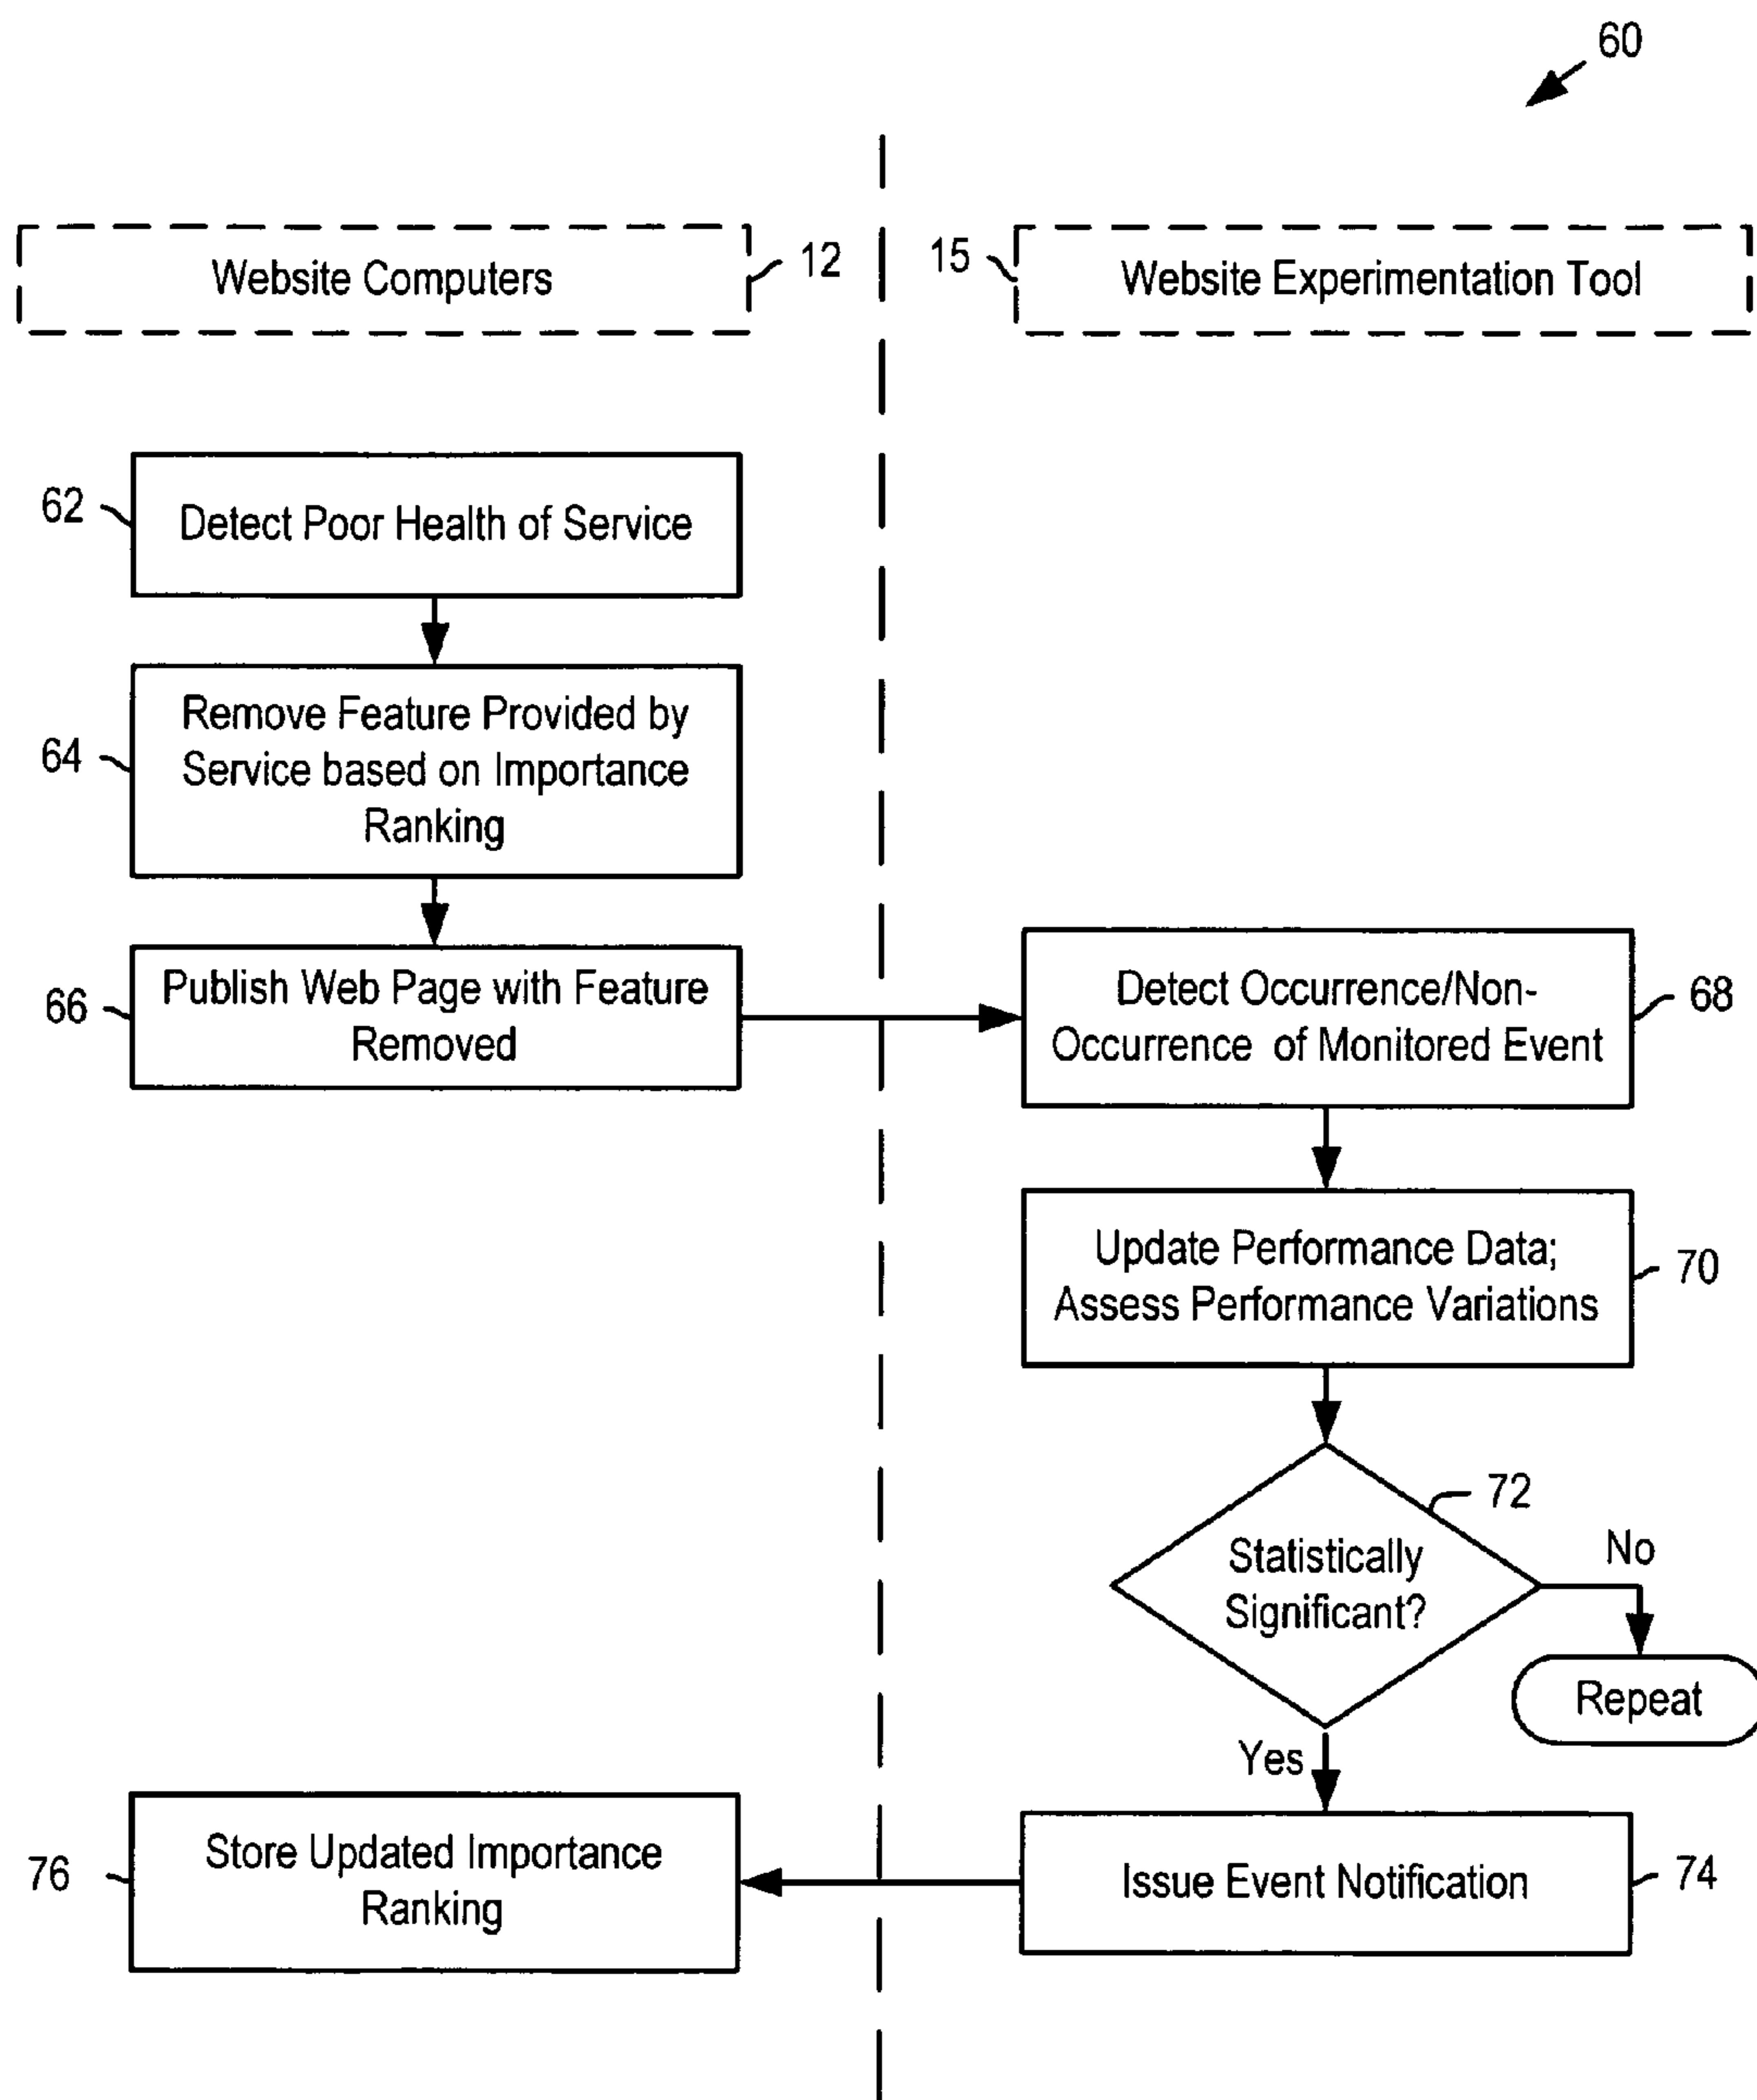 60
Website Computers
12
15
Website Experimentation Tool
62
Detect Poor Health of Service
64
Remove Feature Provided by
Service based on Importance
Ranking
66
Publish Web Page with Feature
Removed
Detect Occurrence/Non-
Occurrence of Monitored Event
68
Update Performance Data;
Assess Performance Variations
70
72
Statistically
Significant?
No
Repeat
Yes
Issue Event Notification
74
76
Store Updated Importance
Ranking